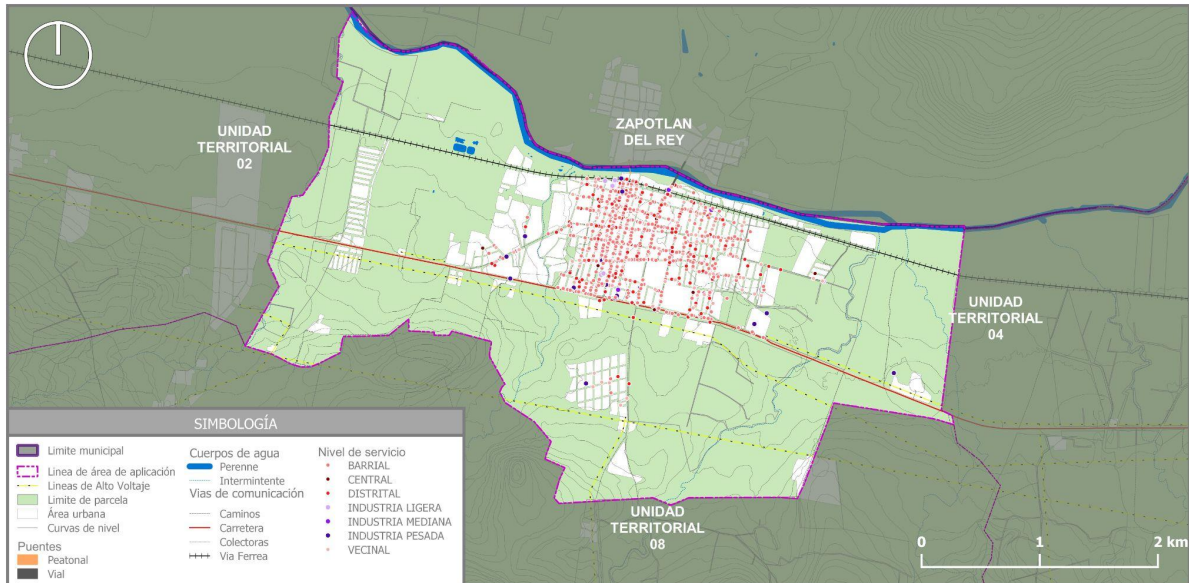 UNIDAD
TERRITORIAL
02
ZAPOTLAN
DEL REY
UNIDAD
TERRITORIAL
04
UNIDAD
TERRITORIAL
08
0 1 2 km
SIMBOLOGÍA
Limite municipal
Linea de área de aplicación
Lineas de Alto Voltaje
Limite de parcela
Área urbana
Curvas de nivel
Puentes
Peatonal
Vial
Cuerpos de agua
Perenne
Intermintente
Vias de comunicación
Caminos
Carretera
Colectoras
Via Ferrea
Nivel de servicio
BARRIAL
CENTRAL
DISTRITAL
INDUSTRIA LIGERA
INDUSTRIA MEDIANA
INDUSTRIA PESADA
VECINAL